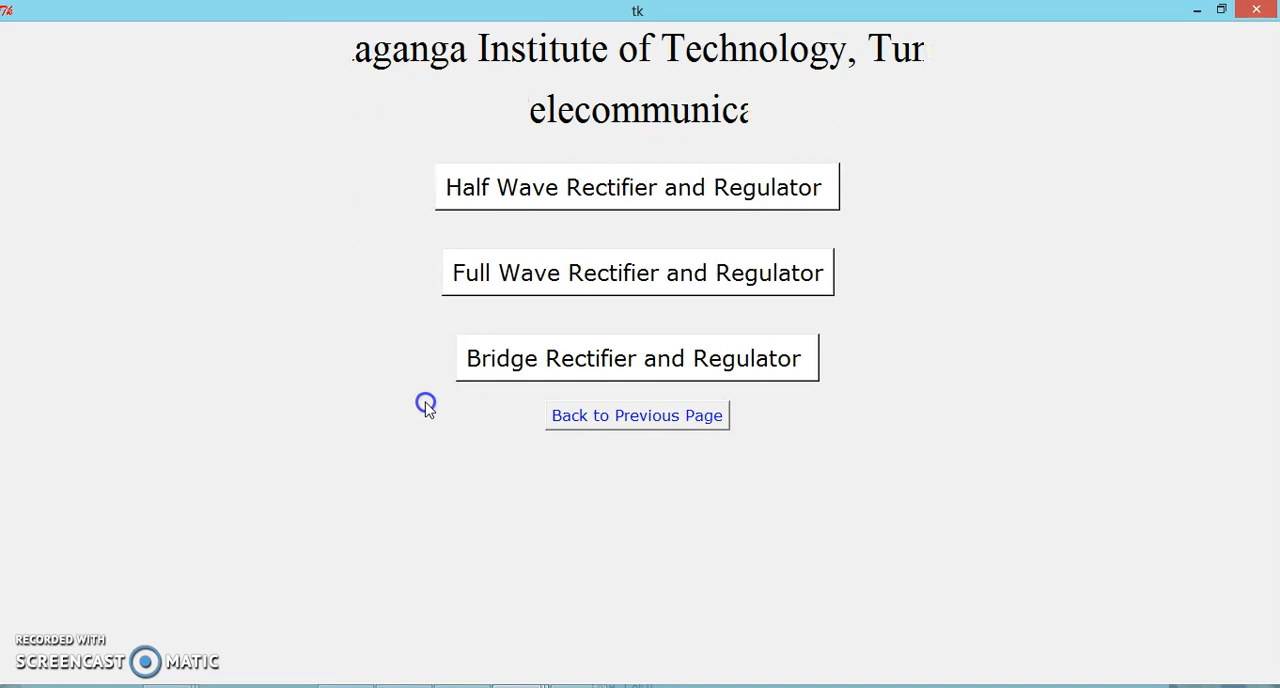 tk
aganga Institute of Technology, Tur
elecommunica
Half Wave Rectifier and Regulator
Full Wave Rectifier and Regulator
Bridge Rectifier and Regulator
Back to Previous Page
RECORDED WITH
SCREENCAST MATIC